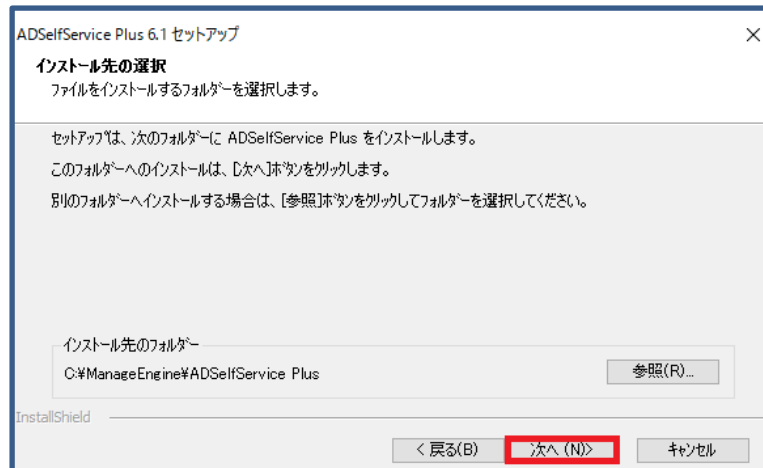 ADSelfService Plus 6.1 セットアップ
インストール先の選択
ファイルをインストールするフォルダーを選択します。
セットアップは、次のフォルダーに ADSelfService Plus をインストールします。
このフォルダーへのインストールは、[次へ]ボタンをクリックします。
別のフォルダーへインストールする場合は、[参照]ボタンをクリックしてフォルダーを選択してください。
インストール先のフォルダー
C:¥ManageEngine¥ADSelfService Plus
参照(R)...
InstallShield
< 戻る(B)
次へ (N)>
キャンセル